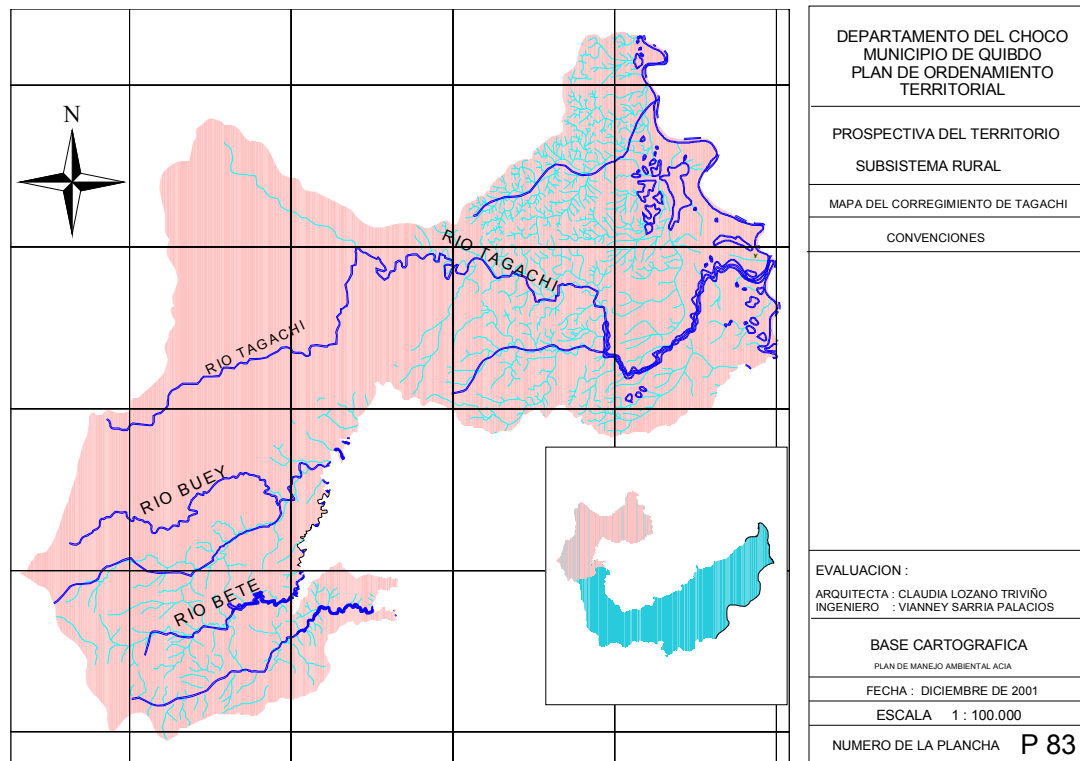 N
RIO TAGACHI
RIO TAGACHI
RIO BUEY
RIO BETE
DEPARTAMENTO DEL CHOCO
MUNICIPIO DE QUIBDO
PLAN DE ORDENAMIENTO
TERRITORIAL
PROSPECTIVA DEL TERRITORIO
SUBSISTEMA RURAL
MAPA DEL CORREGIMIENTO DE TAGACHI
CONVENCIONES
EVALUACION :
ARQUITECTA : CLAUDIA LOZANO TRIVIÑO
INGENIERO : VIANNEY SARRIA PALACIOS
BASE CARTOGRAFICA
PLAN DE MANEJO AMBIENTAL ACIA
FECHA : DICIEMBRE DE 2001
ESCALA 1 : 100.000
NUMERO DE LA PLANCHA P 83